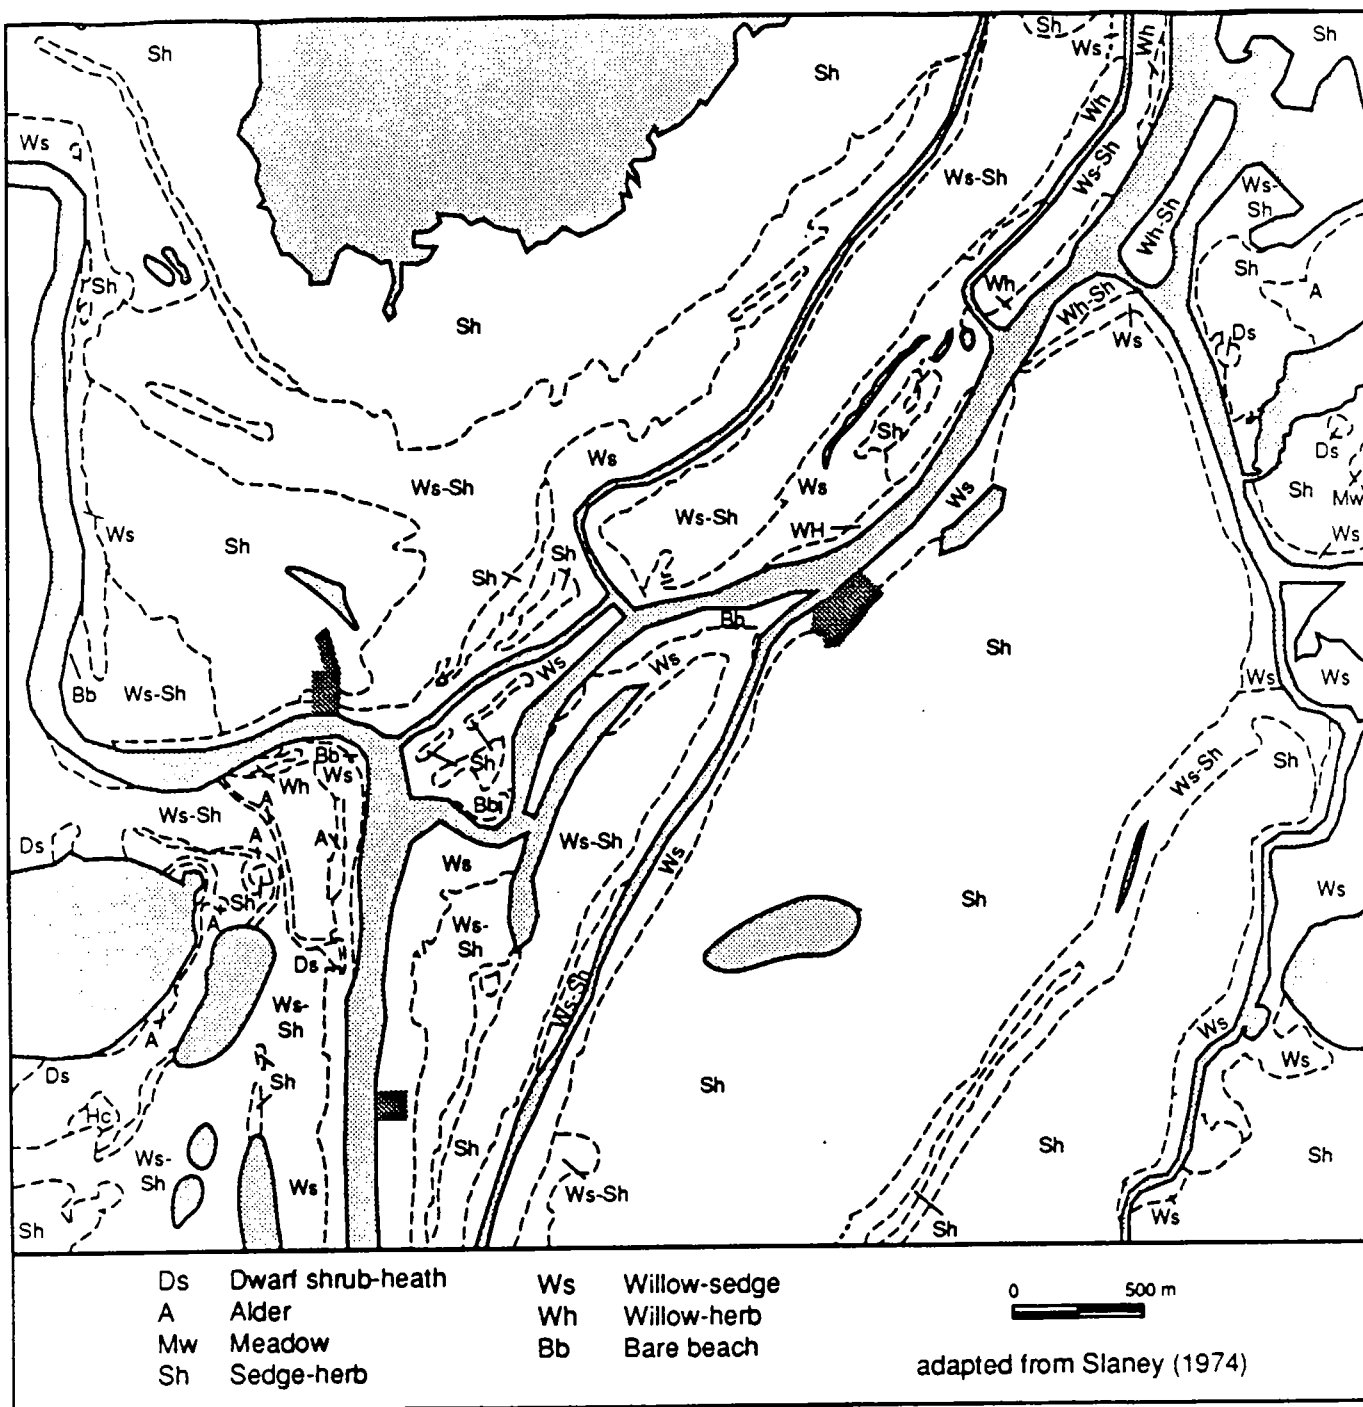 Sh
Sh
Sh
Ws
Wh
Sh
Wh
Ws
Ws-Sh
Ws-Sh
Ws-
Sh
Wh-Sh
Sh
A
Sh
Wh
Wh-Sh
Ws
Ds
Sh
Sh
Ws
Ws-Sh
Ws
Ws
Ds
Sh
Mw
Ws-Sh
WH
Ws
Ws
Sh
Sh
Sh
Bb
Sh
Ws
Ws
Ws
Ws
Bb
Ws-Sh
Bb
Ws
Wh
Sh
Ws-Sh
Sh
A
Bb
Ws-Sh
A
A
Ws-Sh
Ds
Ws
Ws
Sh
Ws
Sh
A
Ws-
Sh
Ds
Ws-
Sh
Ws-Sh
A
Ws
Ws
Ds
Sh
Sh
Hc
Sh
Sh
Sh
Ws-
Sh
Ws
Ws-Sh
Sh
Ws
Sh
Ds Dwarf shrub-heath Ws Willow-sedge 0 500 m
A Alder Wh Willow-herb
Mw Meadow Bb Bare beach
Sh Sedge-herb adapted from Slaney (1974)